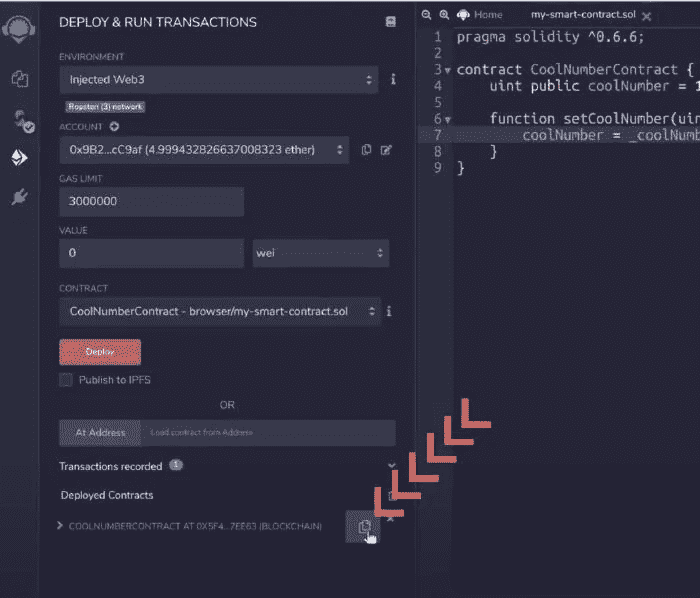 DEPLOY & RUN TRANSACTIONS
ENVIRONMENT
Injected Web3
Ropsten (3) network
ACCOUNT
0x9B2...cC9af (4.999432826637008323 ether)
GAS LIMIT
3000000
VALUE
0
wei
CONTRACT
CoolNumberContract - browser/my-smart-contract.sol
Deploy
Publish to IPFS
OR
At Address
Load contract from Address
Transactions recorded 1
Deployed Contracts
COOLNUMBERCONTRACT AT 0X5F4...7EE63 (BLOCKCHAIN)
Home
my-smart-contract.sol
1 pragma solidity ^0.6.6;
2
3 contract CoolNumberContract {
4 uint public coolNumber = 1
5
6 function setCoolNumber(uin
7 coolNumber = _coolNumb
8 }
9 }